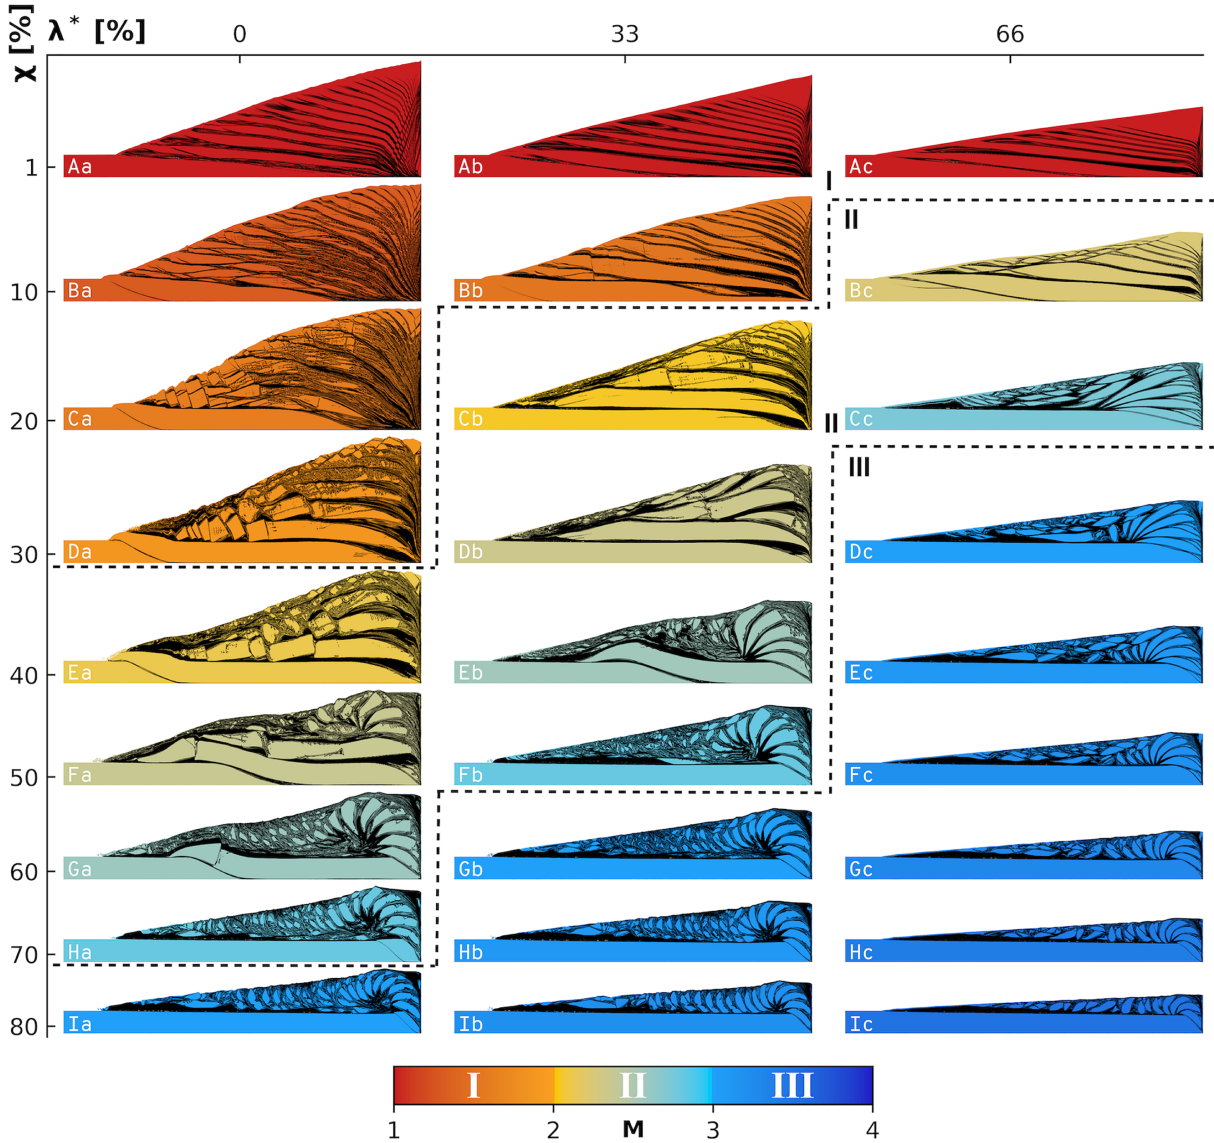 χ [%]
λ* [%] 0 33 66
1 Aa Ab Ac
I
II
10 Ba Bb Bc
20 Ca Cb Cc
II
III
30 Da Db Dc
40 Ea Eb Ec
50 Fa Fb Fc
60 Ga Gb Gc
70 Ha Hb Hc
80 Ia Ib Ic
I II III
1 2 M 3 4